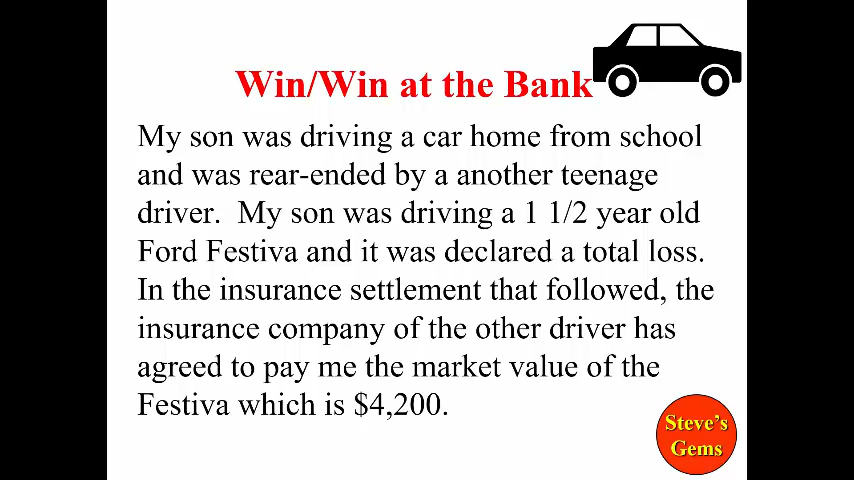 Win/Win at the Bank
My son was driving a car home from school
and was rear-ended by a another teenage
driver.  My son was driving a 1 1/2 year old
Ford Festiva and it was declared a total loss.
In the insurance settlement that followed, the
insurance company of the other driver has
agreed to pay me the market value of the
Festiva which is $4,200.
Steve's
Gems